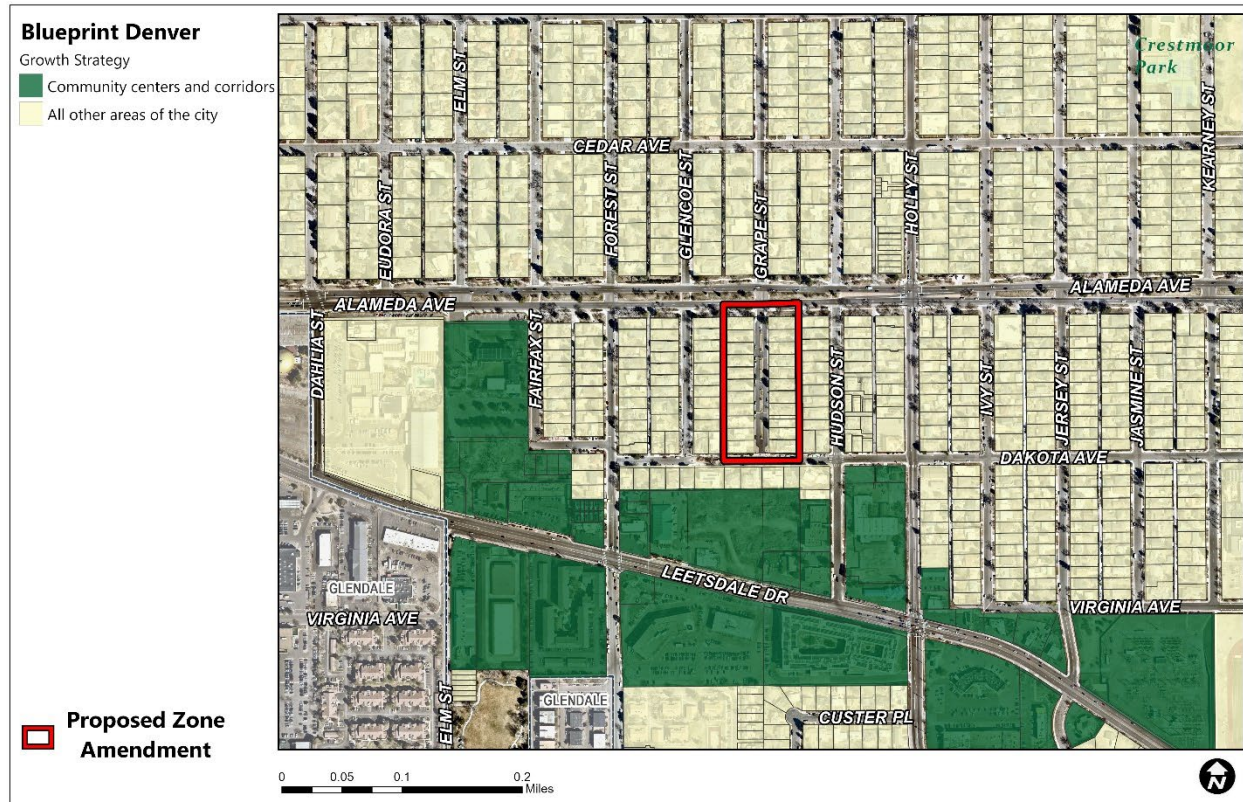 Blueprint Denver
Growth Strategy
Community centers and corridors
All other areas of the city
Crestmoor
Park
ELM ST
KEARNEY ST
CEDAR AVE
EUDORA ST
FOREST ST
GLENCOE ST
GRAPE ST
HOLLY ST
ALAMEDA AVE
ALAMEDA AVE
DAHLIA ST
FAIRFAX ST
HUDSON ST
IVY ST
JERSEY ST
JASMINE ST
DAKOTA AVE
GLENDALE
LEETSDALE DR
VIRGINIA AVE
VIRGINIA AVE
ELM ST
GLENDALE
CUSTER PL
Proposed Zone
Amendment
0 0.05 0.1 0.2
Miles
N